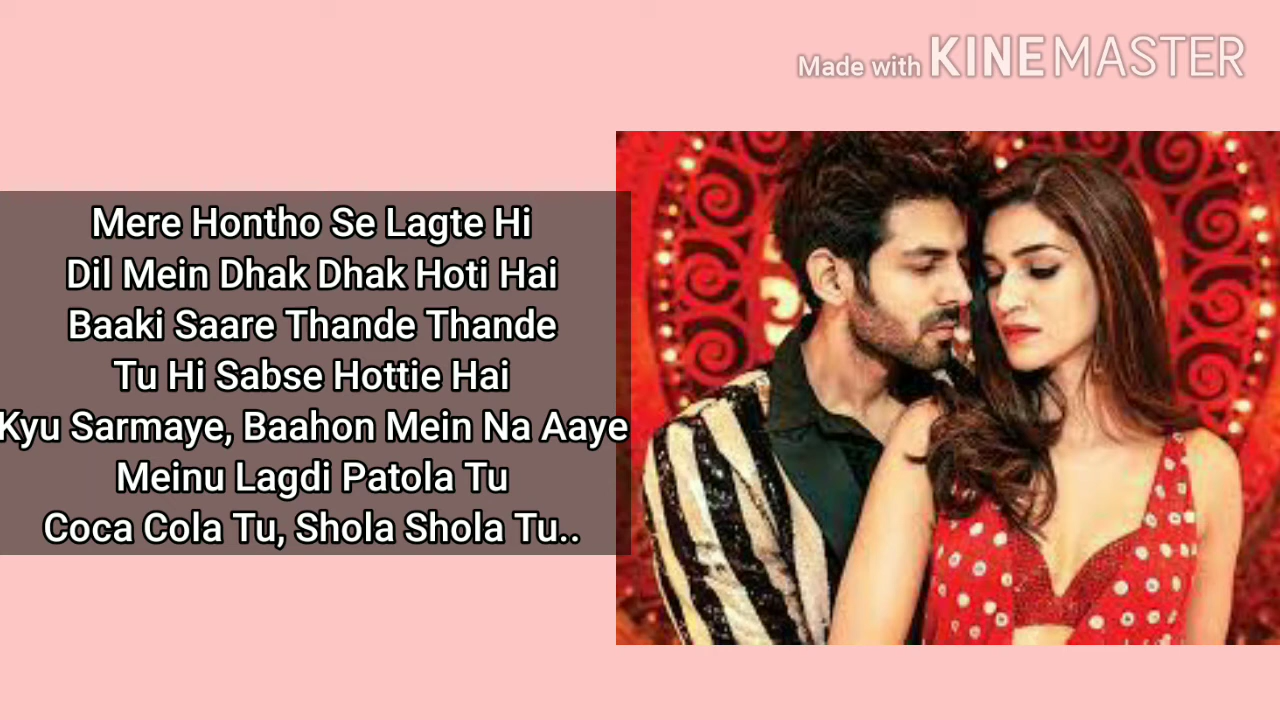 Made with KINEMASTER
Mere Hontho Se Lagte Hi
Dil Mein Dhak Dhak Hoti Hai
Baaki Saare Thande Thande
Tu Hi Sabse Hottie Hai
Kyu Sarmaye, Baahon Mein Na Aaye
Meinu Lagdi Patola Tu
Coca Cola Tu, Shola Shola Tu..